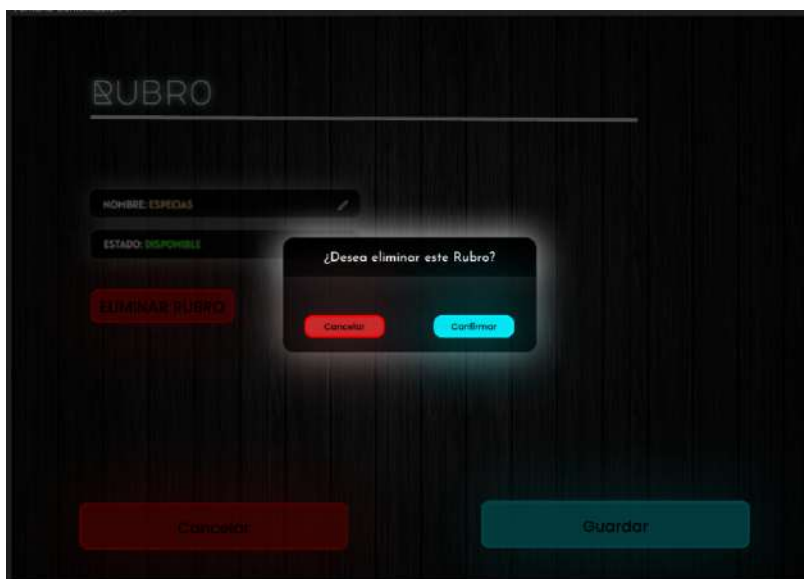 RUBRO
NOMBRE: ESPECIAS
ESTADO: DISPONIBLE
¿Desea eliminar este Rubro?
ELIMINAR RUBRO
Cancelar
Confirmar
Cancelar
Guardar